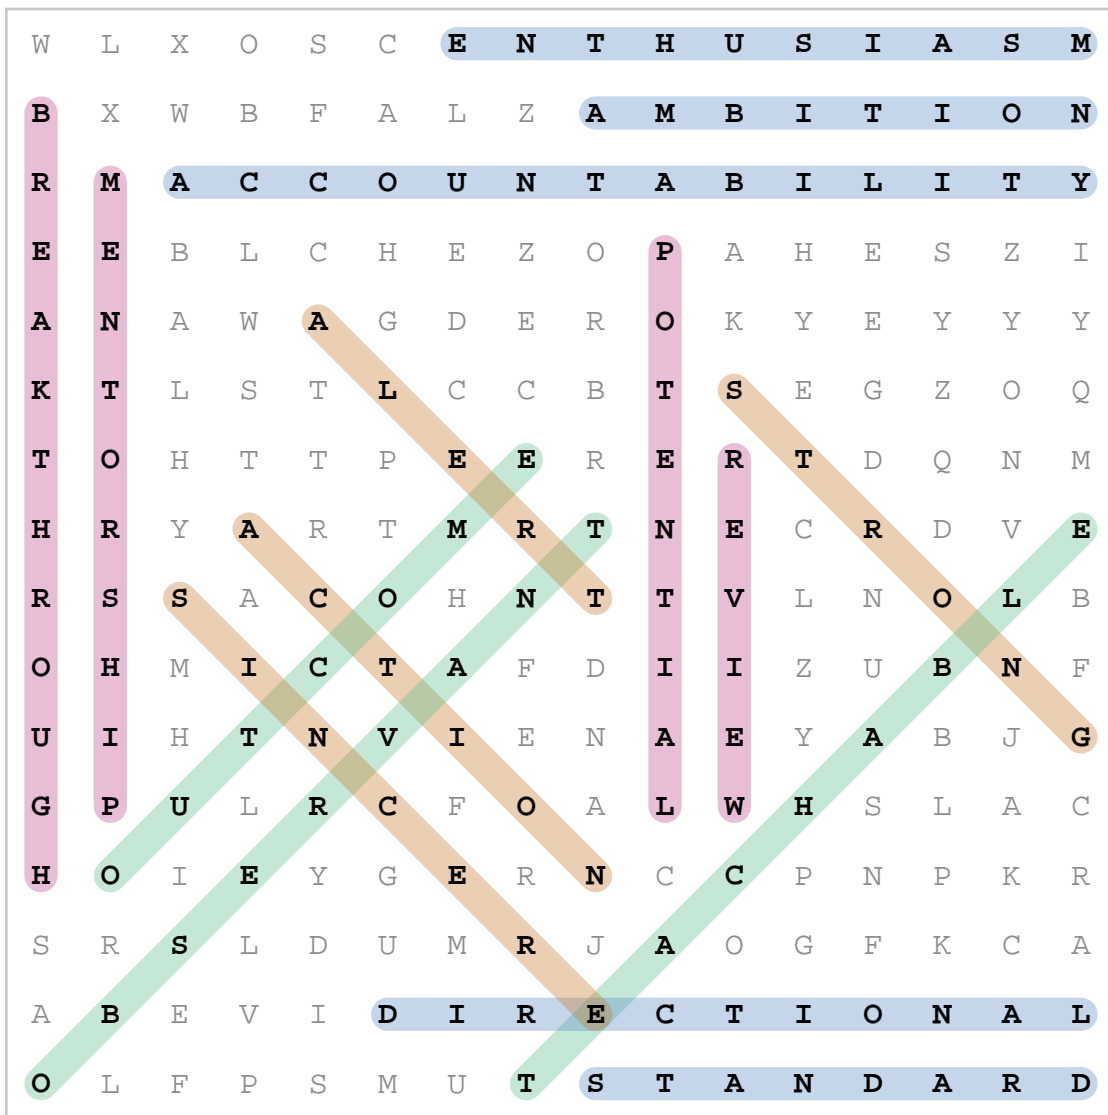 W L X O S C E N T H U S I A S M
B X W B F A L Z A M B I T I O N
R M A C C O U N T A B I L I T Y
E E B L C H E Z O P A H E S Z I
A N A W A G D E R O K Y E Y Y Y
K T L S T L C C B T S E G Z O Q
T O H T T P E E R E R T D Q N M
H R Y A R T M R T N E C R D V E
R S S A C O H N T T V L N O L B
O H M I C T A F D I I Z U B N F
U I H T N V I E N A E Y A B J G
G P U L R C F O A L W H S L A C
H O I E Y G E R N C C P N P K R
S R S L D U M R J A O G F K C A
A B E V I D I R E C T I O N A L
O L F P S M U T S T A N D A R D